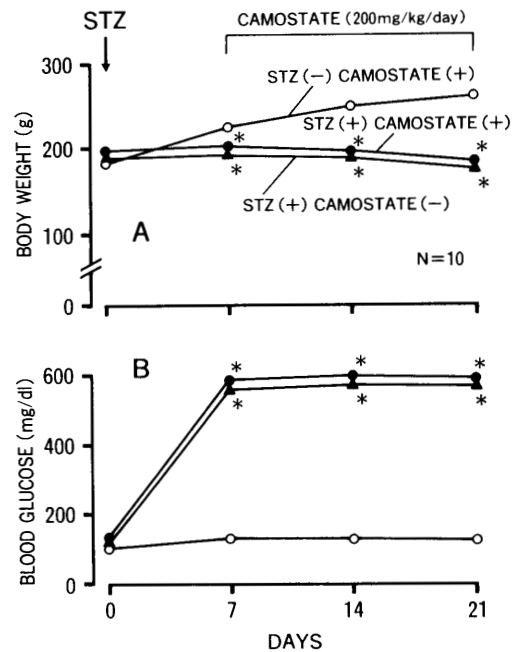 STZ
CAMOSTATE (200mg/kg/day)
300
STZ (−) CAMOSTATE (+)
*
STZ (+) CAMOSTATE (+)
200
* *
* * *
STZ (+) CAMOSTATE (−)
BODY WEIGHT (g)
100
A
N=10
0
B
600
* * *
* * *
BLOOD GLUCOSE (mg/dl)
400
200
0
0 7 14 21
DAYS